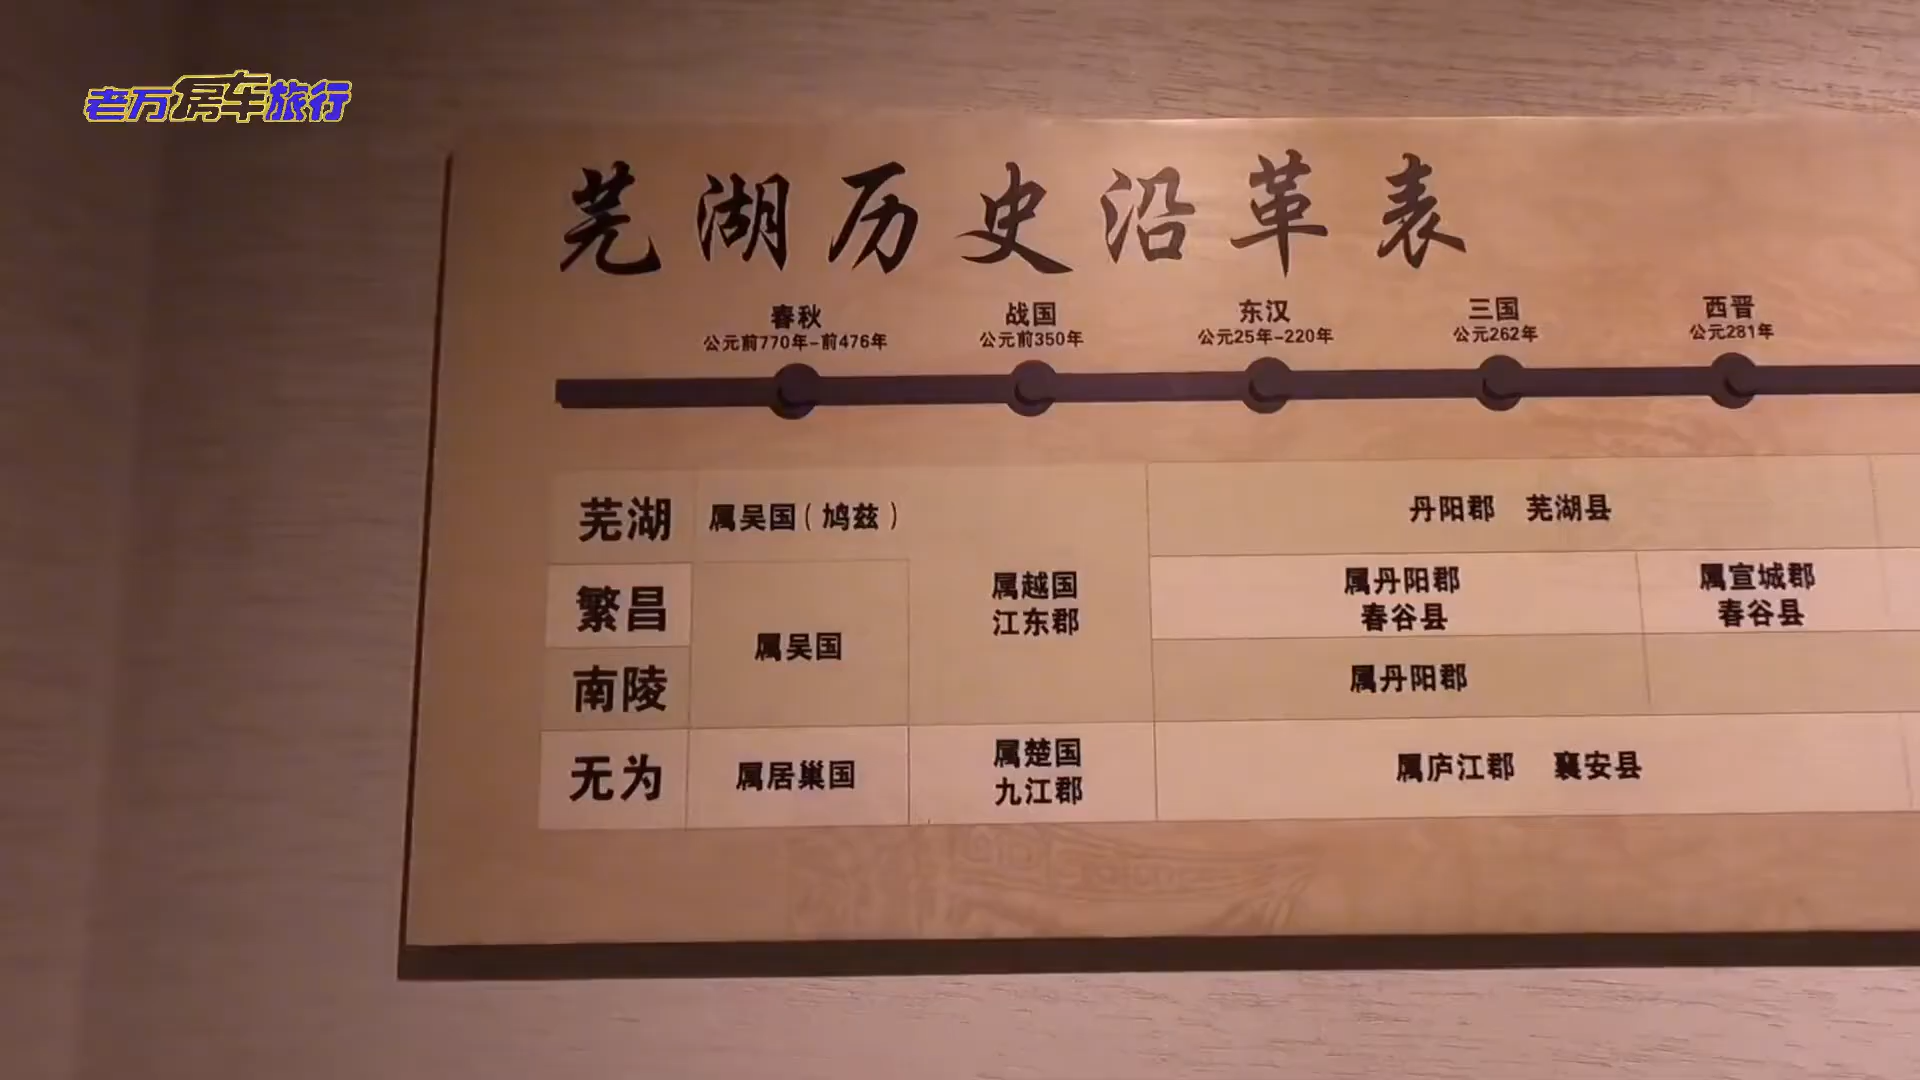 老万房车旅行
芜湖历史沿革表
春秋 战国 东汉 三国 西晋
公元前770年-前476年 公元前350年 公元25年-220年 公元262年 公元281年
芜湖 属吴国(鸠兹) 丹阳郡 芜湖县
繁昌 属吴国 属越国 属丹阳郡 属宣城郡
江东郡 春谷县 春谷县
南陵 属丹阳郡
无为 属居巢国 属楚国 属庐江郡 襄安县
九江郡